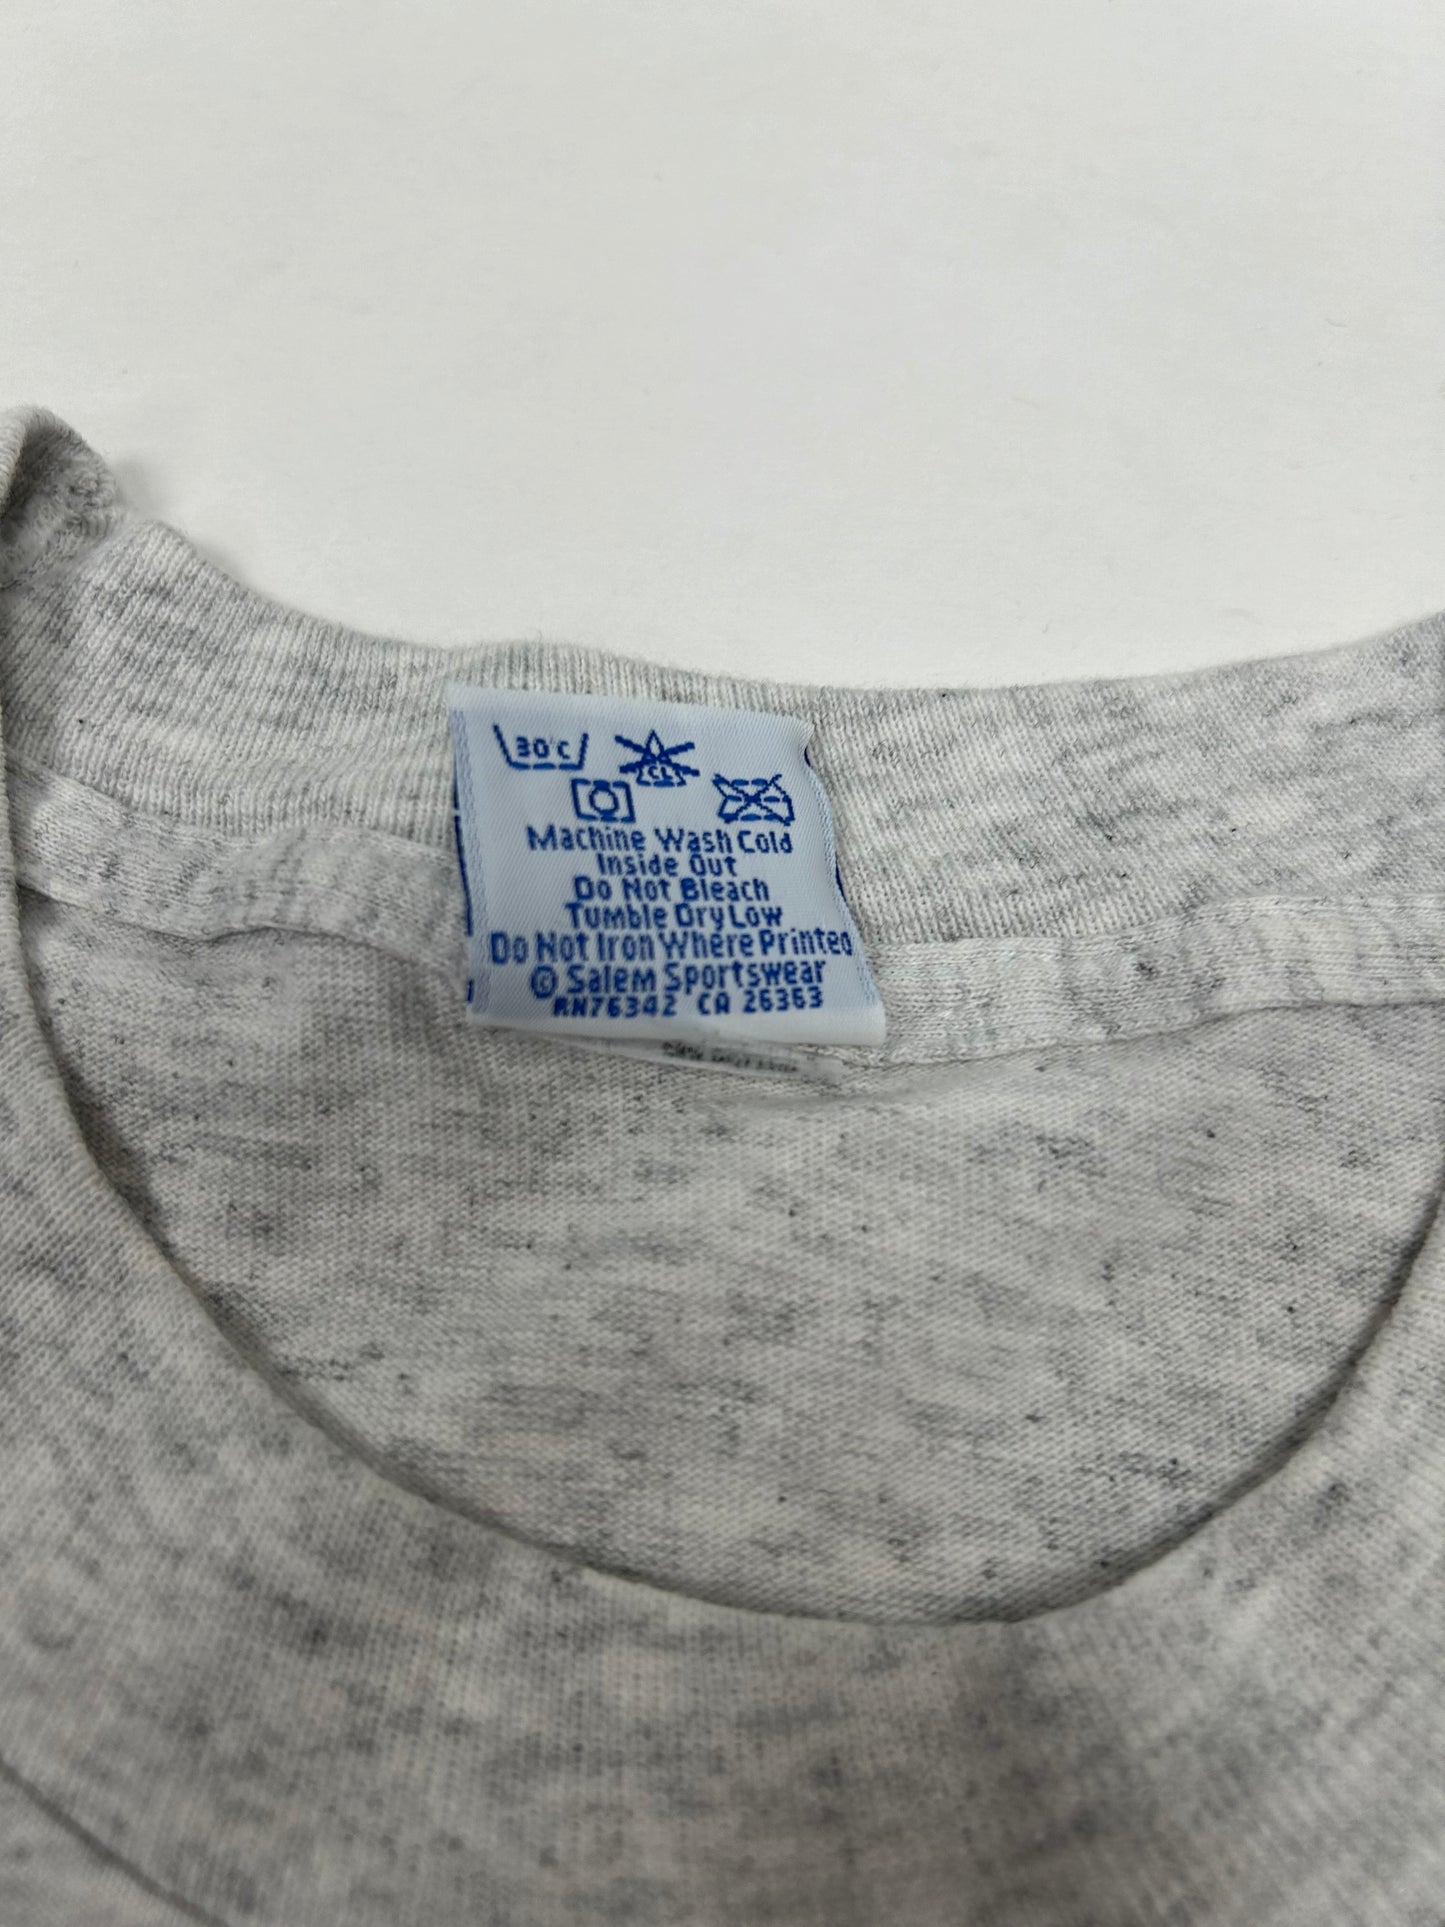 30°C
CL
Machine Wash Cold
Inside Out
Do Not Bleach
Tumble Dry Low
Do Not Iron Where Printed
© Salem Sportswear
RN76342 CA 26363